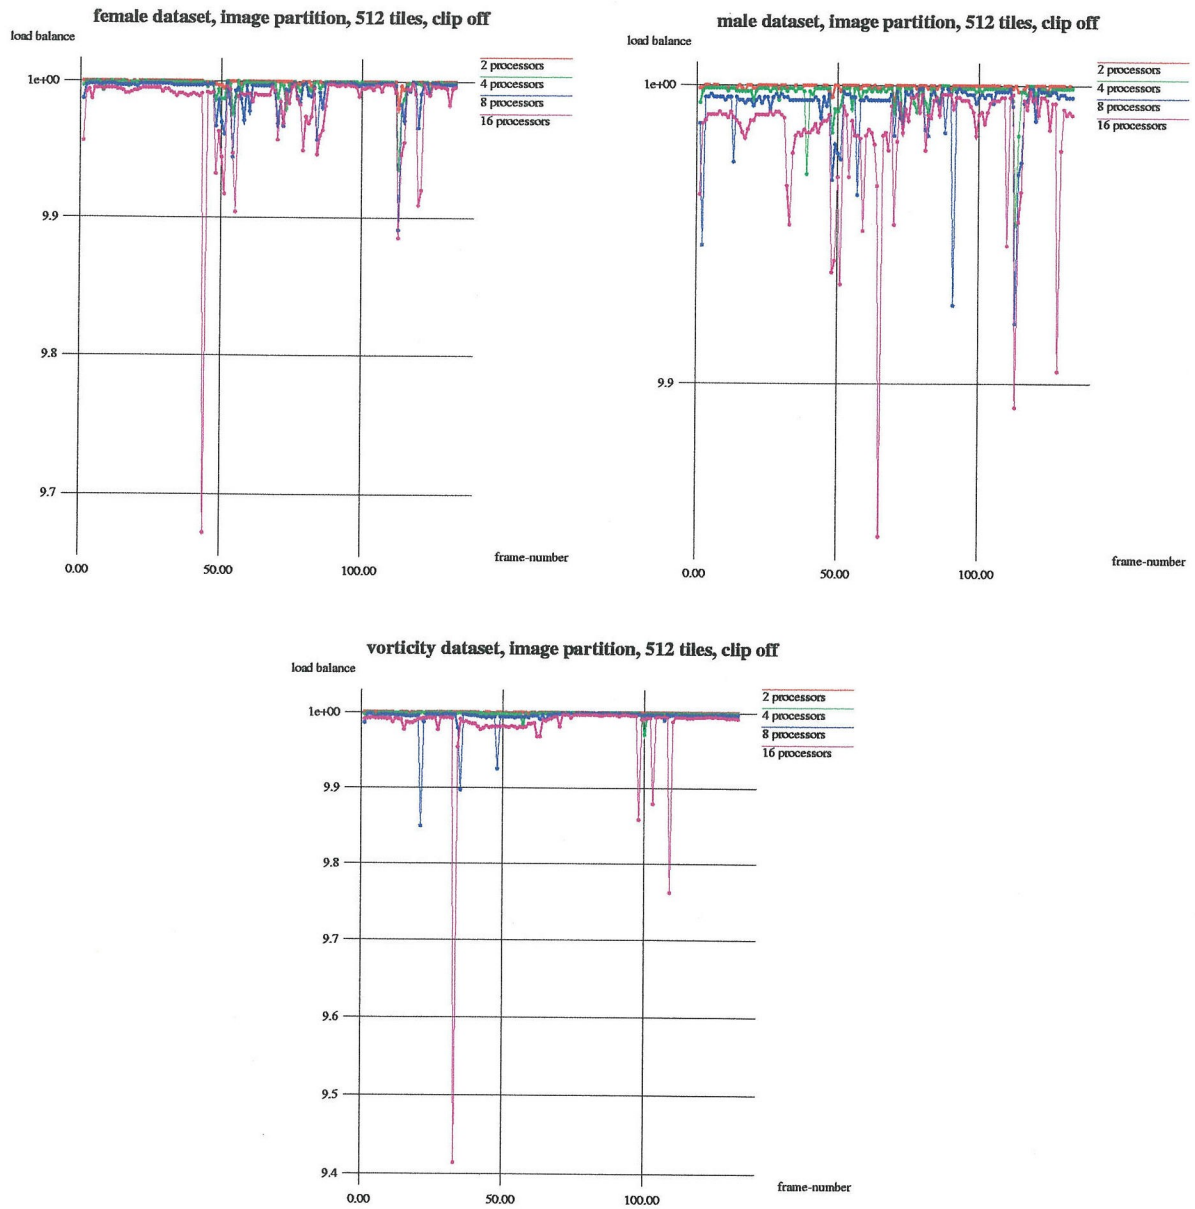 female dataset, image partition, 512 tiles, clip off
load balance
2 processors
4 processors
8 processors
16 processors
1e+00
9.9
9.8
9.7
0.00
50.00
100.00
frame-number
male dataset, image partition, 512 tiles, clip off
load balance
2 processors
4 processors
8 processors
16 processors
1e+00
9.9
0.00
50.00
100.00
frame-number
vorticity dataset, image partition, 512 tiles, clip off
load balance
2 processors
4 processors
8 processors
16 processors
1e+00
9.9
9.8
9.7
9.6
9.5
9.4
0.00
50.00
100.00
frame-number